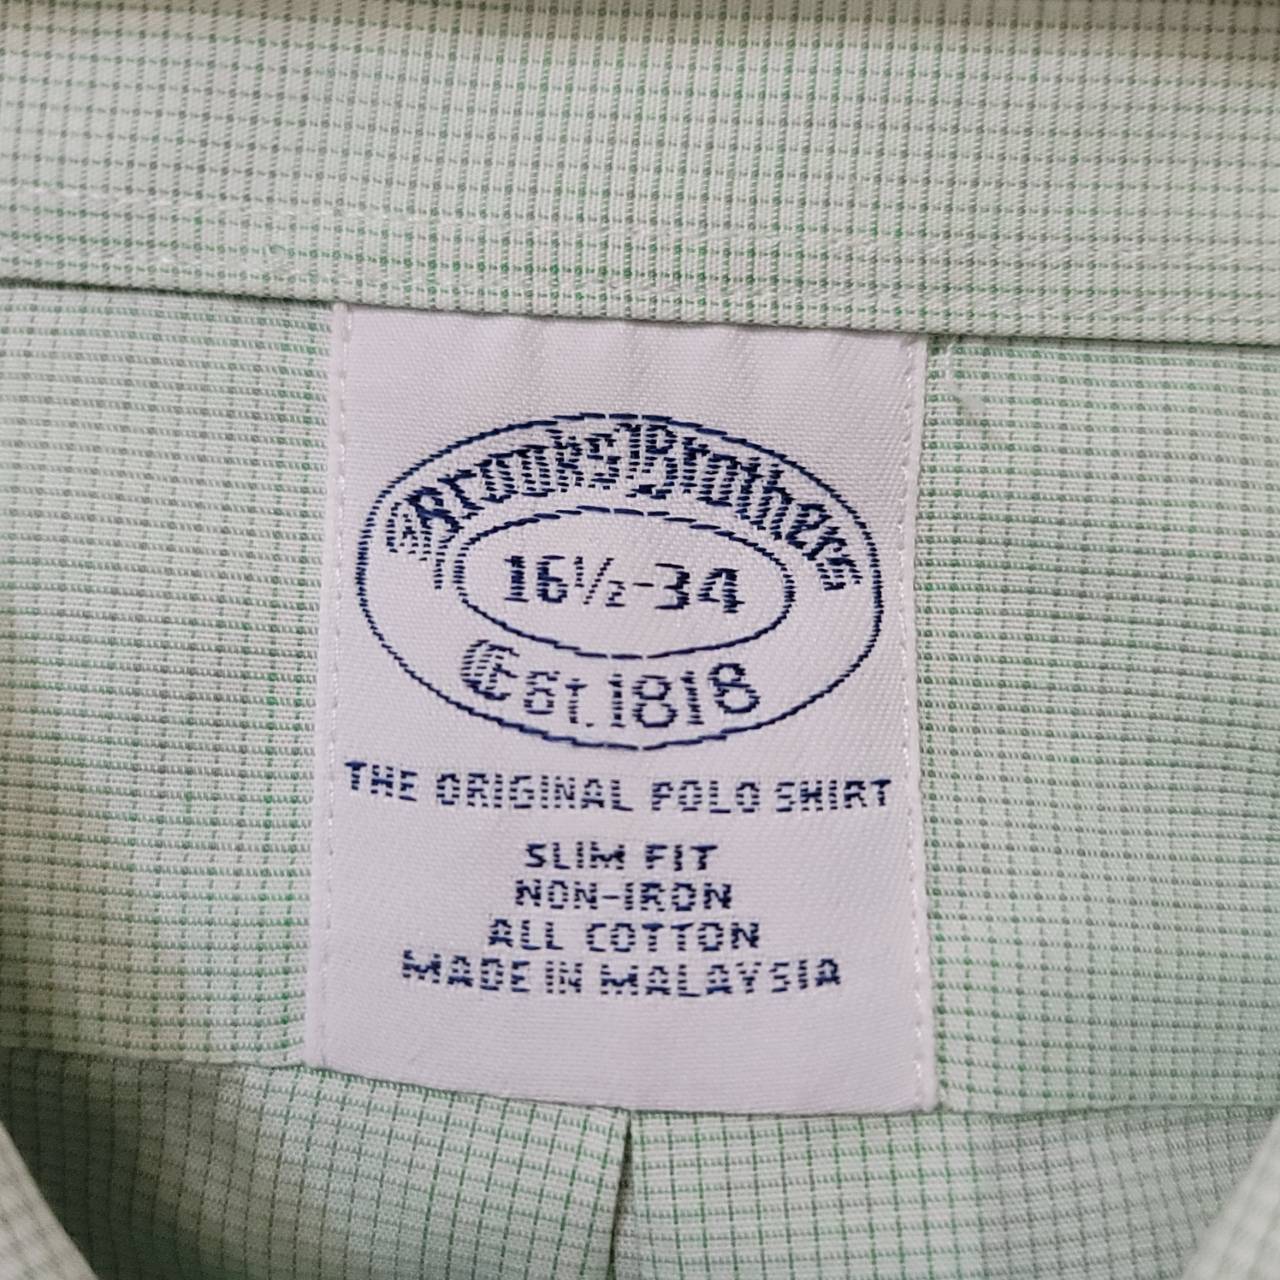 Brooks Brothers
16½-34
Est. 1818
THE ORIGINAL POLO SHIRT
SLIM FIT
NON-IRON
ALL COTTON
MADE IN MALAYSIA